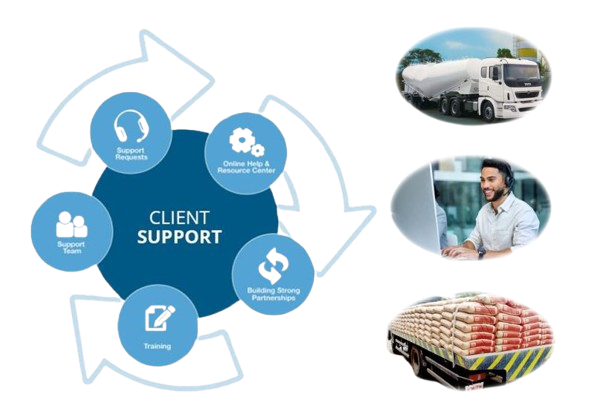 Support
Requests
Online Help &
Resource Center
CLIENT
SUPPORT
Support
Team
Building Strong
Partnerships
Training